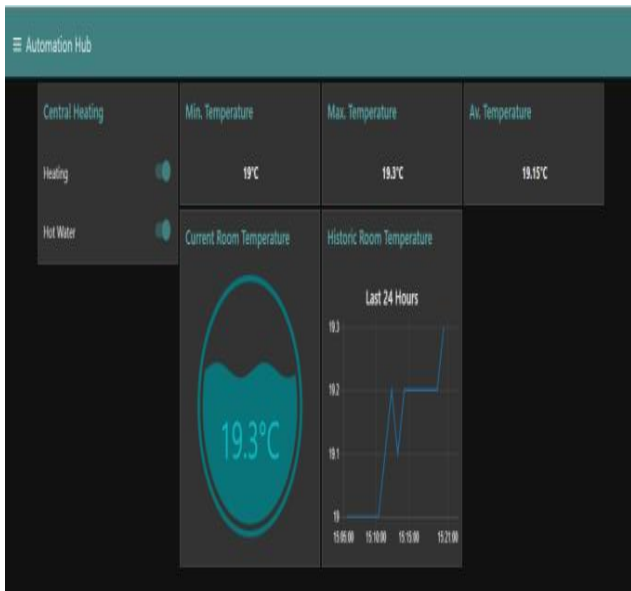 ☰ Automation Hub
Central Heating
Heating
Hot Water
Min. Temperature
19°C
Max. Temperature
19.3°C
Av. Temperature
19.15°C
Current Room Temperature
19.3°C
Historic Room Temperature
Last 24 Hours
19.3
19.2
19.1
19
15:05:00 15:10:00 15:15:00 15:21:00